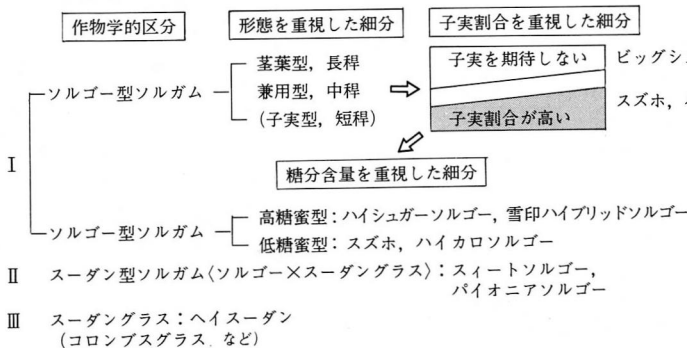 作物学的区分
形態を重視した細分
子実割合を重視した細分
ソルゴー型ソルガム
茎葉型，長稈
兼用型，中稈
(子実型，短稈)
子実を期待しない
子実割合が高い
ビッグシ
スズホ，
Ⅰ
糖分含量を重視した細分
ソルゴー型ソルガム
高糖蜜型：ハイシュガーソルゴー，雪印ハイブリッドソルゴー
低糖蜜型：スズホ，ハイカロソルゴー
Ⅱ スーダン型ソルガム〈ソルゴー×スーダングラス〉：スィートソルゴー，
パイオニアソルゴー
Ⅲ スーダングラス：ヘイスーダン
(コロンブスグラス など)